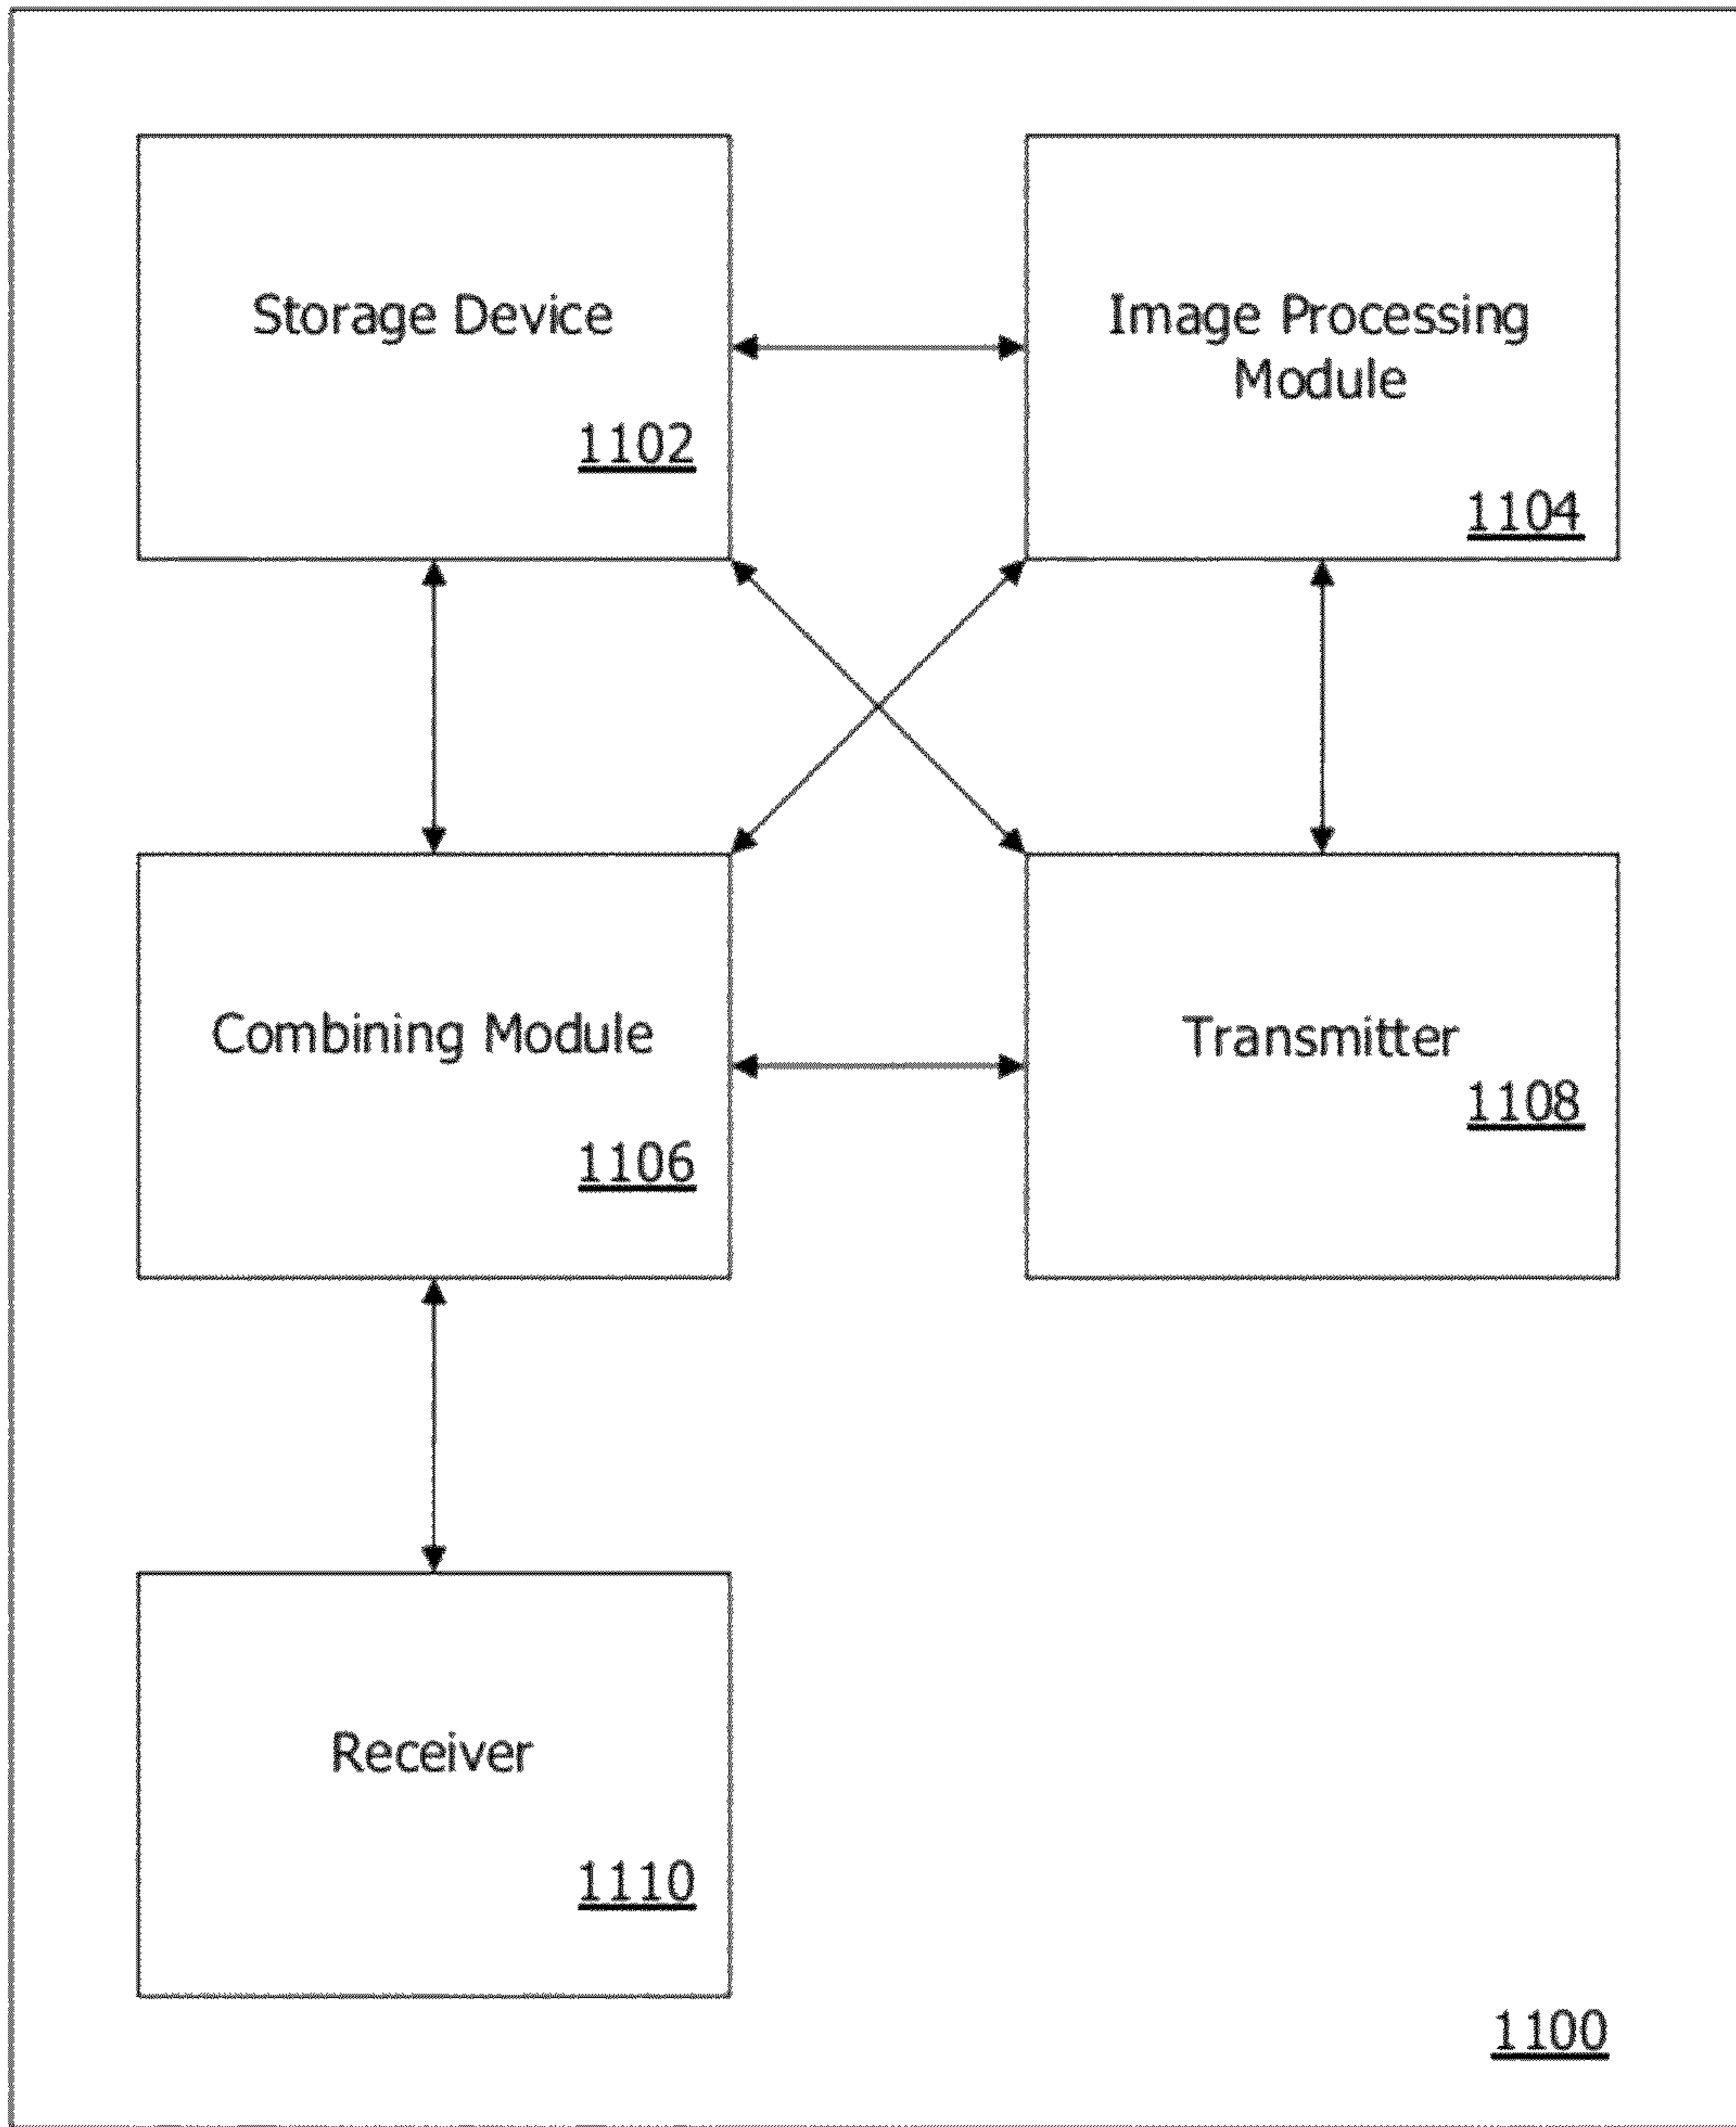 Storage Device
1102
Image Processing
Module
1104
Combining Module
1106
Transmitter
1108
Receiver
1110
1100